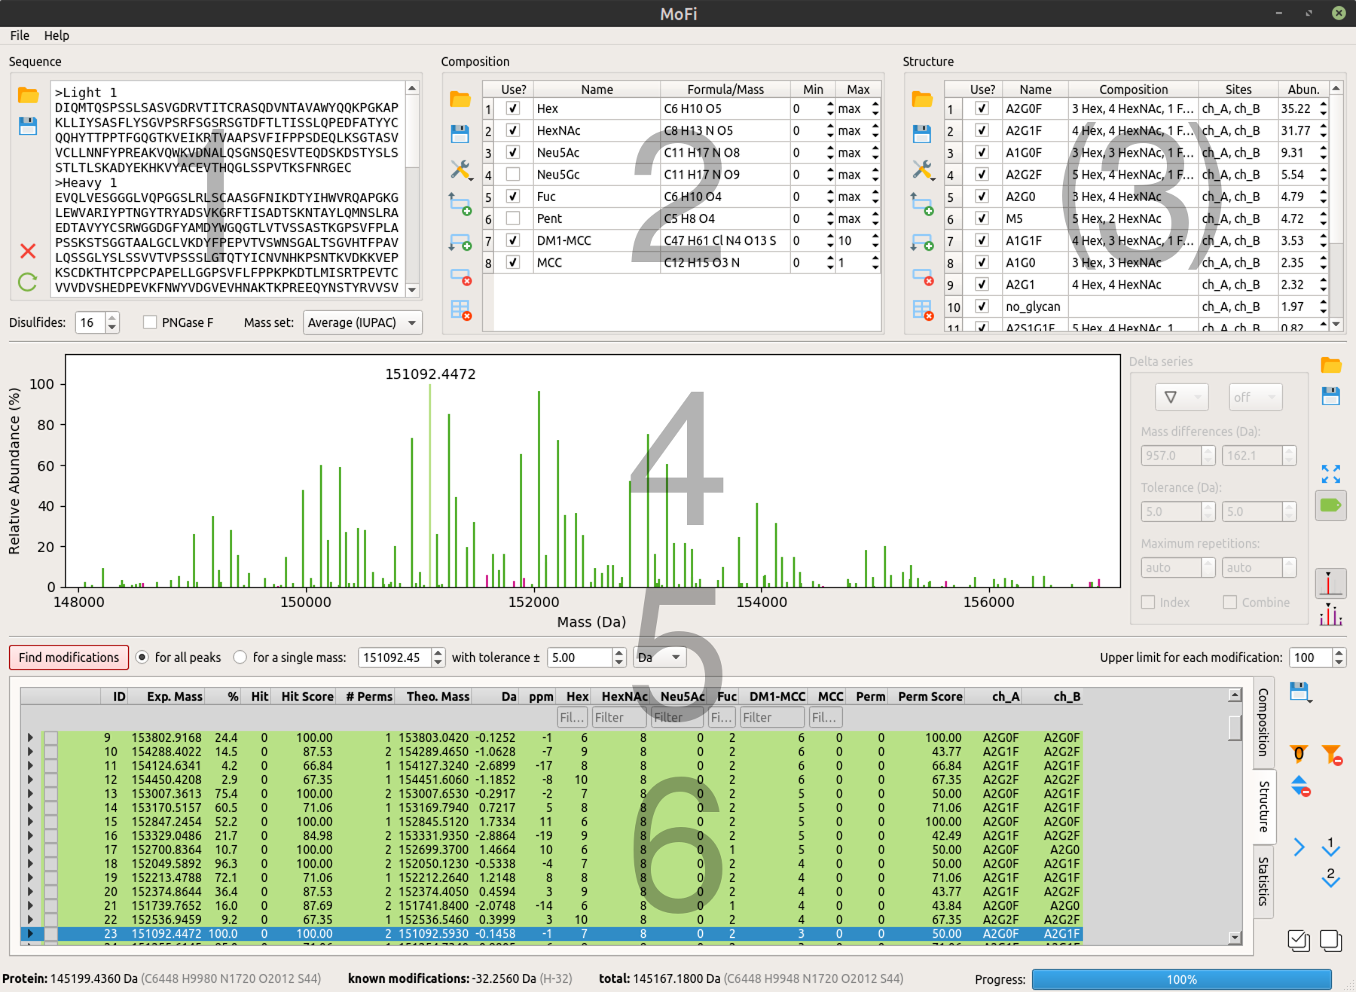 MoFi
File Help
Sequence
Composition
Structure
>Light 1
DIQMTQSPSSLSASVGDRVTITCRASQDVNTAVAWYQQKPGKAP
KLLIYSASFLYSGVPSRFSGSRSGTDFTLTISSLQPEDFATYYC
QQHYTTPPTFGQGTKVEIKRTVAAPSVFIFPPSDEQLKSGTASV
VCLLNNFYPREAKVQWKVDNALQSGNSQESVTEQDSKDSTYSLS
STLTLSKADYEKHKVYACEVTHQGLSSPVTKSFNRGEC
>Heavy 1
EVQLVESGGGLVQPGGSLRLSCAASGFNIKDTYIHWVRQAPGKG
LEWVARIYPTNGYTRYADSVKGRFTISADTSKNTAYLQMNSLRA
EDTAVYYCSRWGGDGFYAMDYWGQGTLVTVSSASTKGPSVFPLA
PSSKSTSGGTAALGCLVKDYFPEPVTVSWNSGALTSGVHTFPAV
LQSSGLYSLSSVVTVPSSSLGTQTYICNVNHKPSNTKVDKKVEP
KSCDKTHTCPPCPAPELLGGPSVFLFPPKPKDTLMISRTPEVTC
VVVDVSHEDPEVKFNWYVDGVEVHNAKTKPREEQYNSTYRVVSV
1
Disulfides: 16 PNGase F Mass set: Average (IUPAC)
Use? Name Formula/Mass Min Max
1 Hex C6 H10 O5 0 max
2 HexNAc C8 H13 N O5 0 max
3 Neu5Ac C11 H17 N O8 0 max
4 Neu5Gc C11 H17 N O9 0 max
5 Fuc C6 H10 O4 0 max
6 Pent C5 H8 O4 0 max
7 DM1-MCC C47 H61 Cl N4 O13 S 0 10
8 MCC C12 H15 O3 N 0 1
2
Use? Name Composition Sites Abun.
1 A2G0F 3 Hex, 4 HexNAc, 1 F... ch_A, ch_B 35.22
2 A2G1F 4 Hex, 4 HexNAc, 1 F... ch_A, ch_B 31.77
3 A1G0F 3 Hex, 3 HexNAc, 1 F... ch_A, ch_B 9.31
4 A2G2F 5 Hex, 4 HexNAc, 1 F... ch_A, ch_B 5.54
5 A2G0 3 Hex, 4 HexNAc ch_A, ch_B 4.79
6 M5 5 Hex, 2 HexNAc ch_A, ch_B 4.72
7 A1G1F 4 Hex, 3 HexNAc, 1 F... ch_A, ch_B 3.53
8 A1G0 3 Hex, 3 HexNAc ch_A, ch_B 2.35
9 A2G1 4 Hex, 4 HexNAc ch_A, ch_B 2.32
10 no_glycan ch_A, ch_B 1.97
11 A2S1G1F 5 Hex, 4 HexNAc, 1 ch_A, ch_B 0.82
(3)
151092.4472
Relative Abundance (%)
100
80
60
40
20
0
148000 150000 152000 154000 156000
Mass (Da)
4
Delta series
∇ off
Mass differences (Da):
957.0 162.1
Tolerance (Da):
5.0 5.0
Maximum repetitions:
auto auto
Index Combine
5
Find modifications for all peaks for a single mass: 151092.45 with tolerance ± 5.00 Da Upper limit for each modification: 100
ID Exp. Mass % Hit Hit Score # Perms Theo. Mass Da ppm Hex HexNAc Neu5Ac Fuc DM1-MCC MCC Perm Perm Score ch_A ch_B
Fil... Filter Filter Fi... Filter Fil...
9 153802.9168 24.4 0 100.00 1 153803.0420 -0.1252 -1 6 8 0 2 6 0 0 100.00 A2G0F A2G0F
10 154288.4022 14.5 0 87.53 2 154289.4650 -1.0628 -7 9 8 0 2 6 0 0 43.77 A2G1F A2G2F
11 154124.6341 4.2 0 66.84 1 154127.3240 -2.6899 -17 8 8 0 2 6 0 0 66.84 A2G1F A2G1F
12 154450.4208 2.9 0 67.35 1 154451.6060 -1.1852 -8 10 8 0 2 6 0 0 67.35 A2G2F A2G2F
13 153007.3613 75.4 0 100.00 2 153007.6530 -0.2917 -2 7 8 0 2 5 0 0 50.00 A2G0F A2G1F
14 153170.5157 60.5 0 71.06 1 153169.7940 0.7217 5 8 8 0 2 5 0 0 71.06 A2G1F A2G1F
15 152847.2454 52.2 0 100.00 1 152845.5120 1.7334 11 6 8 0 2 5 0 0 100.00 A2G0F A2G0F
16 153329.0486 21.7 0 84.98 2 153331.9350 -2.8864 -19 9 8 0 2 5 0 0 42.49 A2G1F A2G2F
17 152700.8364 10.7 0 100.00 2 152699.3700 1.4664 10 6 8 0 1 5 0 0 50.00 A2G0F A2G0
18 152049.5892 96.3 0 100.00 2 152050.1230 -0.5338 -4 7 8 0 2 4 0 0 50.00 A2G0F A2G1F
19 152213.4788 72.1 0 71.06 1 152212.2640 1.2148 8 8 8 0 2 4 0 0 71.06 A2G1F A2G1F
20 152374.8644 36.4 0 87.53 2 152374.4050 0.4594 3 9 8 0 2 4 0 0 43.77 A2G1F A2G2F
21 151739.7652 16.0 0 87.69 2 151741.8400 -2.0748 -14 6 8 0 1 4 0 0 43.84 A2G0F A2G0
22 152536.9459 9.2 0 67.35 1 152536.5460 0.3999 3 10 8 0 2 4 0 0 67.35 A2G2F A2G2F
23 151092.4472 100.0 0 100.00 2 151092.5930 -0.1458 -1 7 8 0 2 3 0 0 50.00 A2G0F A2G1F
6
Composition
Structure
Statistics
0
1
2
Protein: 145199.4360 Da (C6448 H9980 N1720 O2012 S44) known modifications: -32.2560 Da (H-32) total: 145167.1800 Da (C6448 H9948 N1720 O2012 S44) Progress: 100%